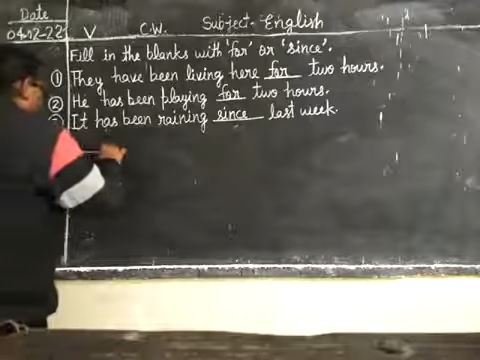 Date
04-12-22 V C.W. Subject- English
Fill in the blanks with 'for' or 'since'.
① They have been living here for two hours.
② He has been playing for two hours.
It has been raining since last week.